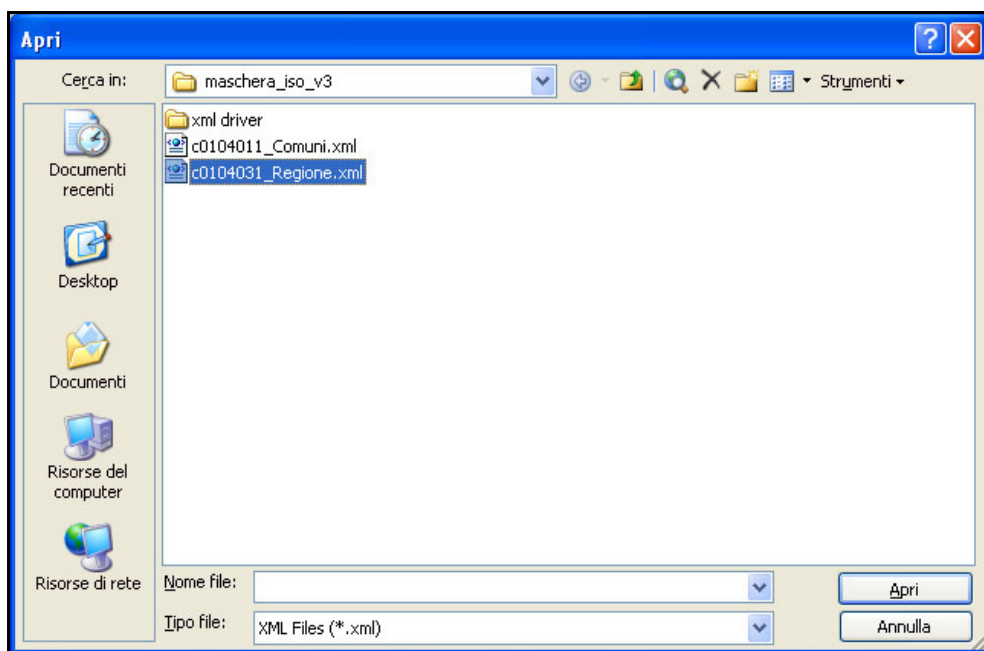 Apri
Cerca in: maschera_iso_v3 Strumenti
xml driver
c0104011_Comuni.xml
c0104031_Regione.xml
Documenti
recenti
Desktop
Documenti
Risorse del
computer
Risorse di rete
Nome file: Apri
Tipo file: XML Files (*.xml) Annulla